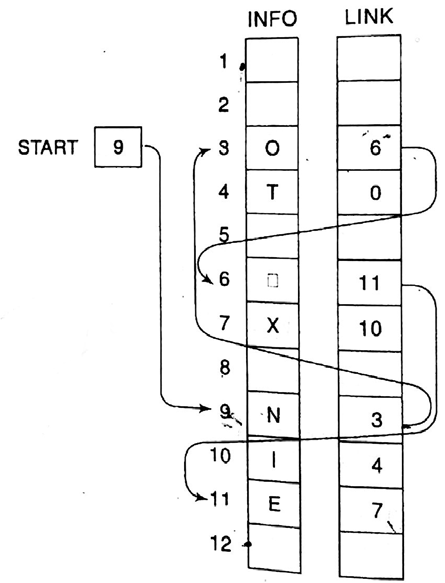 INFO LINK
1
2
START 9 3 O 6
4 T 0
5
6 □ 11
7 X 10
8
9 N 3
10 I 4
11 E 7
12